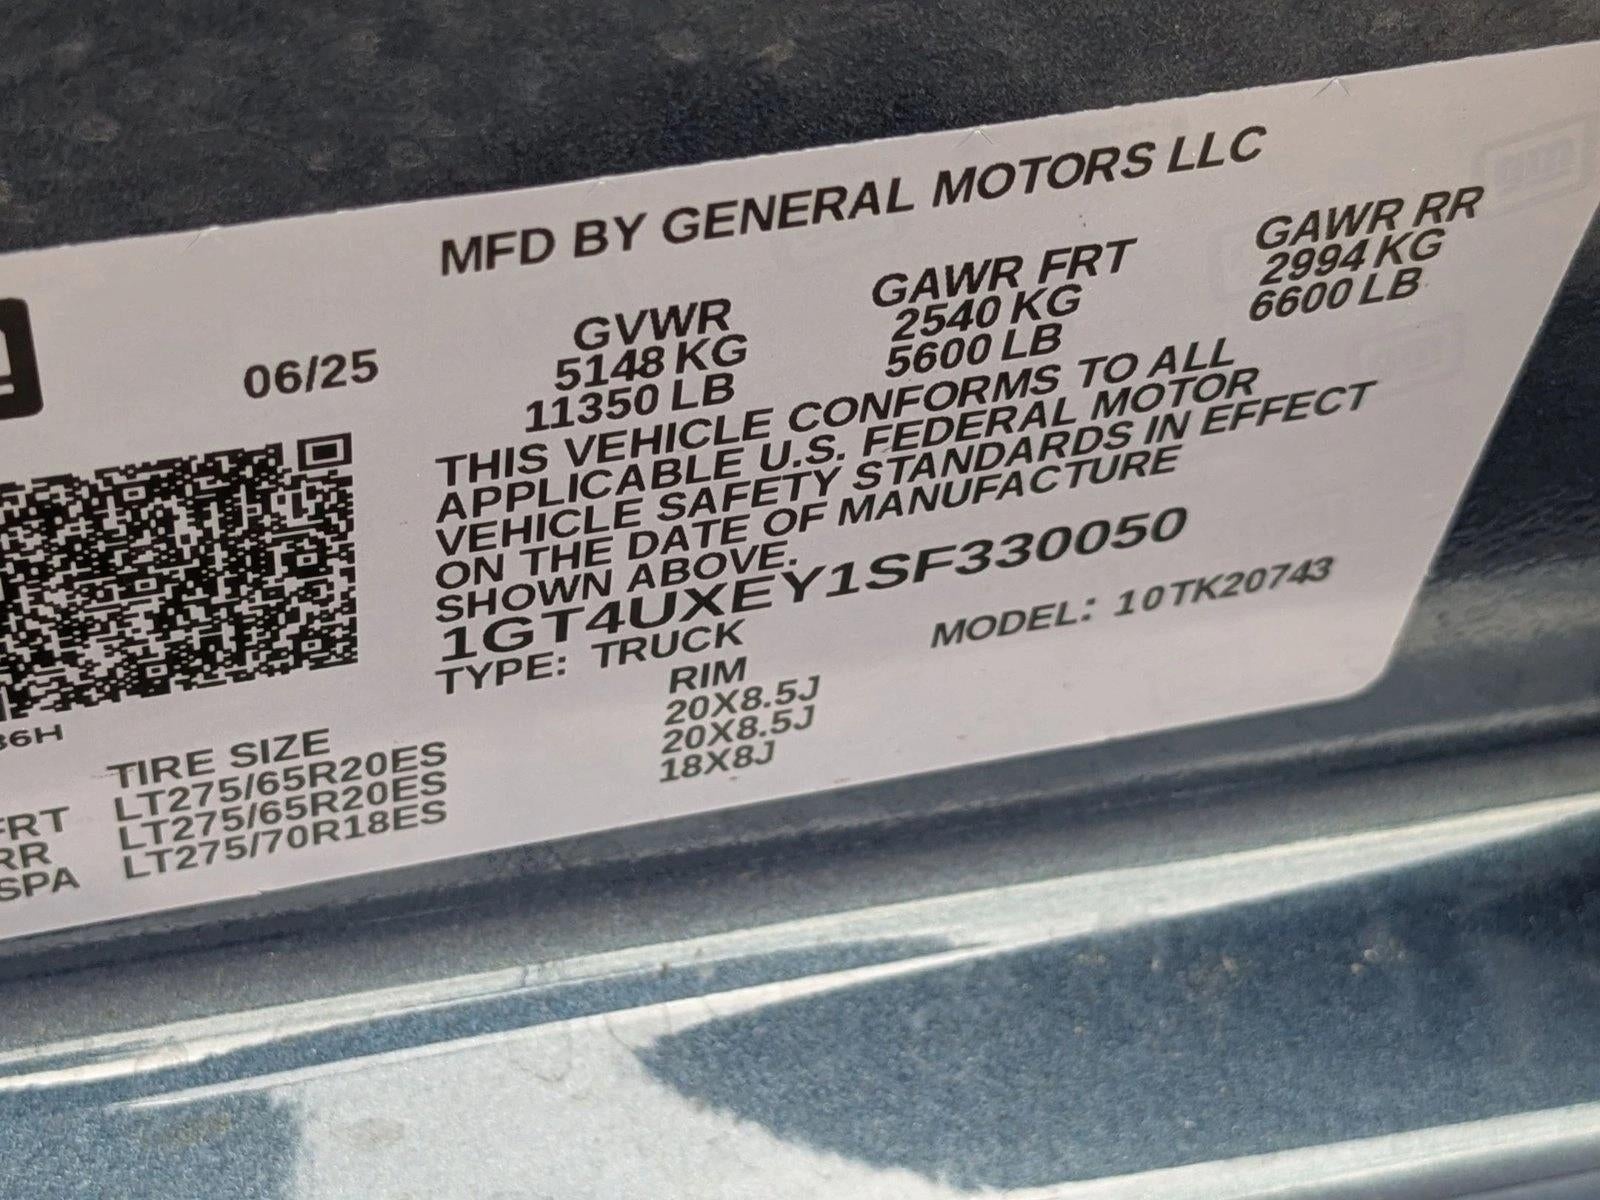 MFD BY GENERAL MOTORS LLC
06/25
GVWR
5148 KG
11350 LB
GAWR FRT
2540 KG
5600 LB
GAWR RR
2994 KG
6600 LB
THIS VEHICLE CONFORMS TO ALL
APPLICABLE U.S. FEDERAL MOTOR
VEHICLE SAFETY STANDARDS IN EFFECT
ON THE DATE OF MANUFACTURE
SHOWN ABOVE.
1GT4UXEY1SF330050
TYPE: TRUCK
MODEL: 10TK20743
36H
TIRE SIZE
RIM
FRT LT275/65R20ES 20X8.5J
RR LT275/65R20ES 20X8.5J
SPA LT275/70R18ES 18X8J